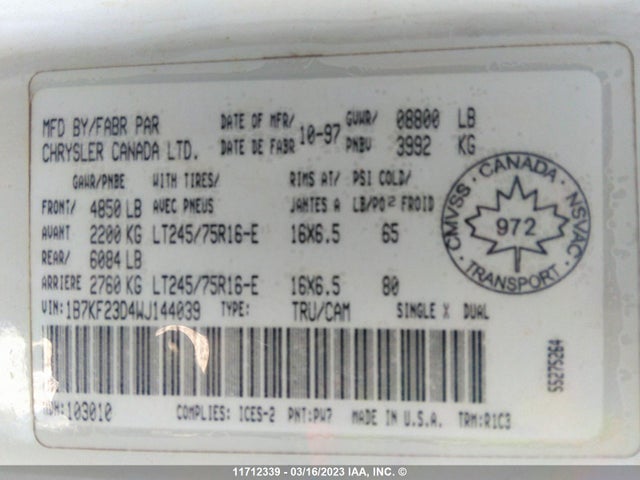 MFD BY/FABR PAR DATE OF MFR/ 10-97 GVWR/ 08800 LB
CHRYSLER CANADA LTD. DATE DE FABR PNBV 3992 KG
GAWR/PNBE WITH TIRES/ RIMS AT/ PSI COLD/
FRONT/ 4850 LB AVEC PNEUS JANTES A LB/PO² FROID
AVANT 2200 KG LT245/75R16-E 16X6.5 65
REAR/ 6084 LB
ARRIERE 2760 KG LT245/75R16-E 16X6.5 80
VIN: 1B7KF23D4WJ144039 TYPE: TRU/CAM SINGLE X DUAL
CMVSS · CANADA · NSVAC · TRANSPORT ·
972
55275264
MDH: 103010 COMPLIES: ICES-2 PNT: PW7 MADE IN U.S.A. TRM: R1C3
11712339 - 03/16/2023 IAA, INC. ©